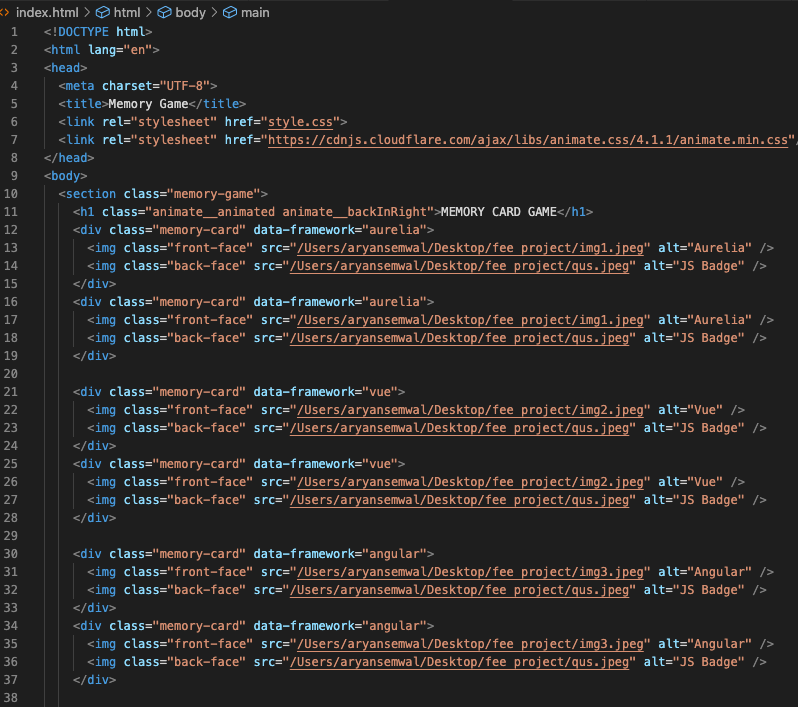 index.html > html > body > main
1 <!DOCTYPE html>
2 <html lang="en">
3 <head>
4 <meta charset="UTF-8">
5 <title>Memory Game</title>
6 <link rel="stylesheet" href="style.css">
7 <link rel="stylesheet" href="https://cdnjs.cloudflare.com/ajax/libs/animate.css/4.1.1/animate.min.css"/
8 </head>
9 <body>
10 <section class="memory-game">
11 <h1 class="animate__animated animate__backInRight">MEMORY CARD GAME</h1>
12 <div class="memory-card" data-framework="aurelia">
13 <img class="front-face" src="/Users/aryansemwal/Desktop/fee project/img1.jpeg" alt="Aurelia" />
14 <img class="back-face" src="/Users/aryansemwal/Desktop/fee project/qus.jpeg" alt="JS Badge" />
15 </div>
16 <div class="memory-card" data-framework="aurelia">
17 <img class="front-face" src="/Users/aryansemwal/Desktop/fee project/img1.jpeg" alt="Aurelia" />
18 <img class="back-face" src="/Users/aryansemwal/Desktop/fee project/qus.jpeg" alt="JS Badge" />
19 </div>
20
21 <div class="memory-card" data-framework="vue">
22 <img class="front-face" src="/Users/aryansemwal/Desktop/fee project/img2.jpeg" alt="Vue" />
23 <img class="back-face" src="/Users/aryansemwal/Desktop/fee project/qus.jpeg" alt="JS Badge" />
24 </div>
25 <div class="memory-card" data-framework="vue">
26 <img class="front-face" src="/Users/aryansemwal/Desktop/fee project/img2.jpeg" alt="Vue" />
27 <img class="back-face" src="/Users/aryansemwal/Desktop/fee project/qus.jpeg" alt="JS Badge" />
28 </div>
29
30 <div class="memory-card" data-framework="angular">
31 <img class="front-face" src="/Users/aryansemwal/Desktop/fee project/img3.jpeg" alt="Angular" />
32 <img class="back-face" src="/Users/aryansemwal/Desktop/fee project/qus.jpeg" alt="JS Badge" />
33 </div>
34 <div class="memory-card" data-framework="angular">
35 <img class="front-face" src="/Users/aryansemwal/Desktop/fee project/img3.jpeg" alt="Angular" />
36 <img class="back-face" src="/Users/aryansemwal/Desktop/fee project/qus.jpeg" alt="JS Badge" />
37 </div>
38